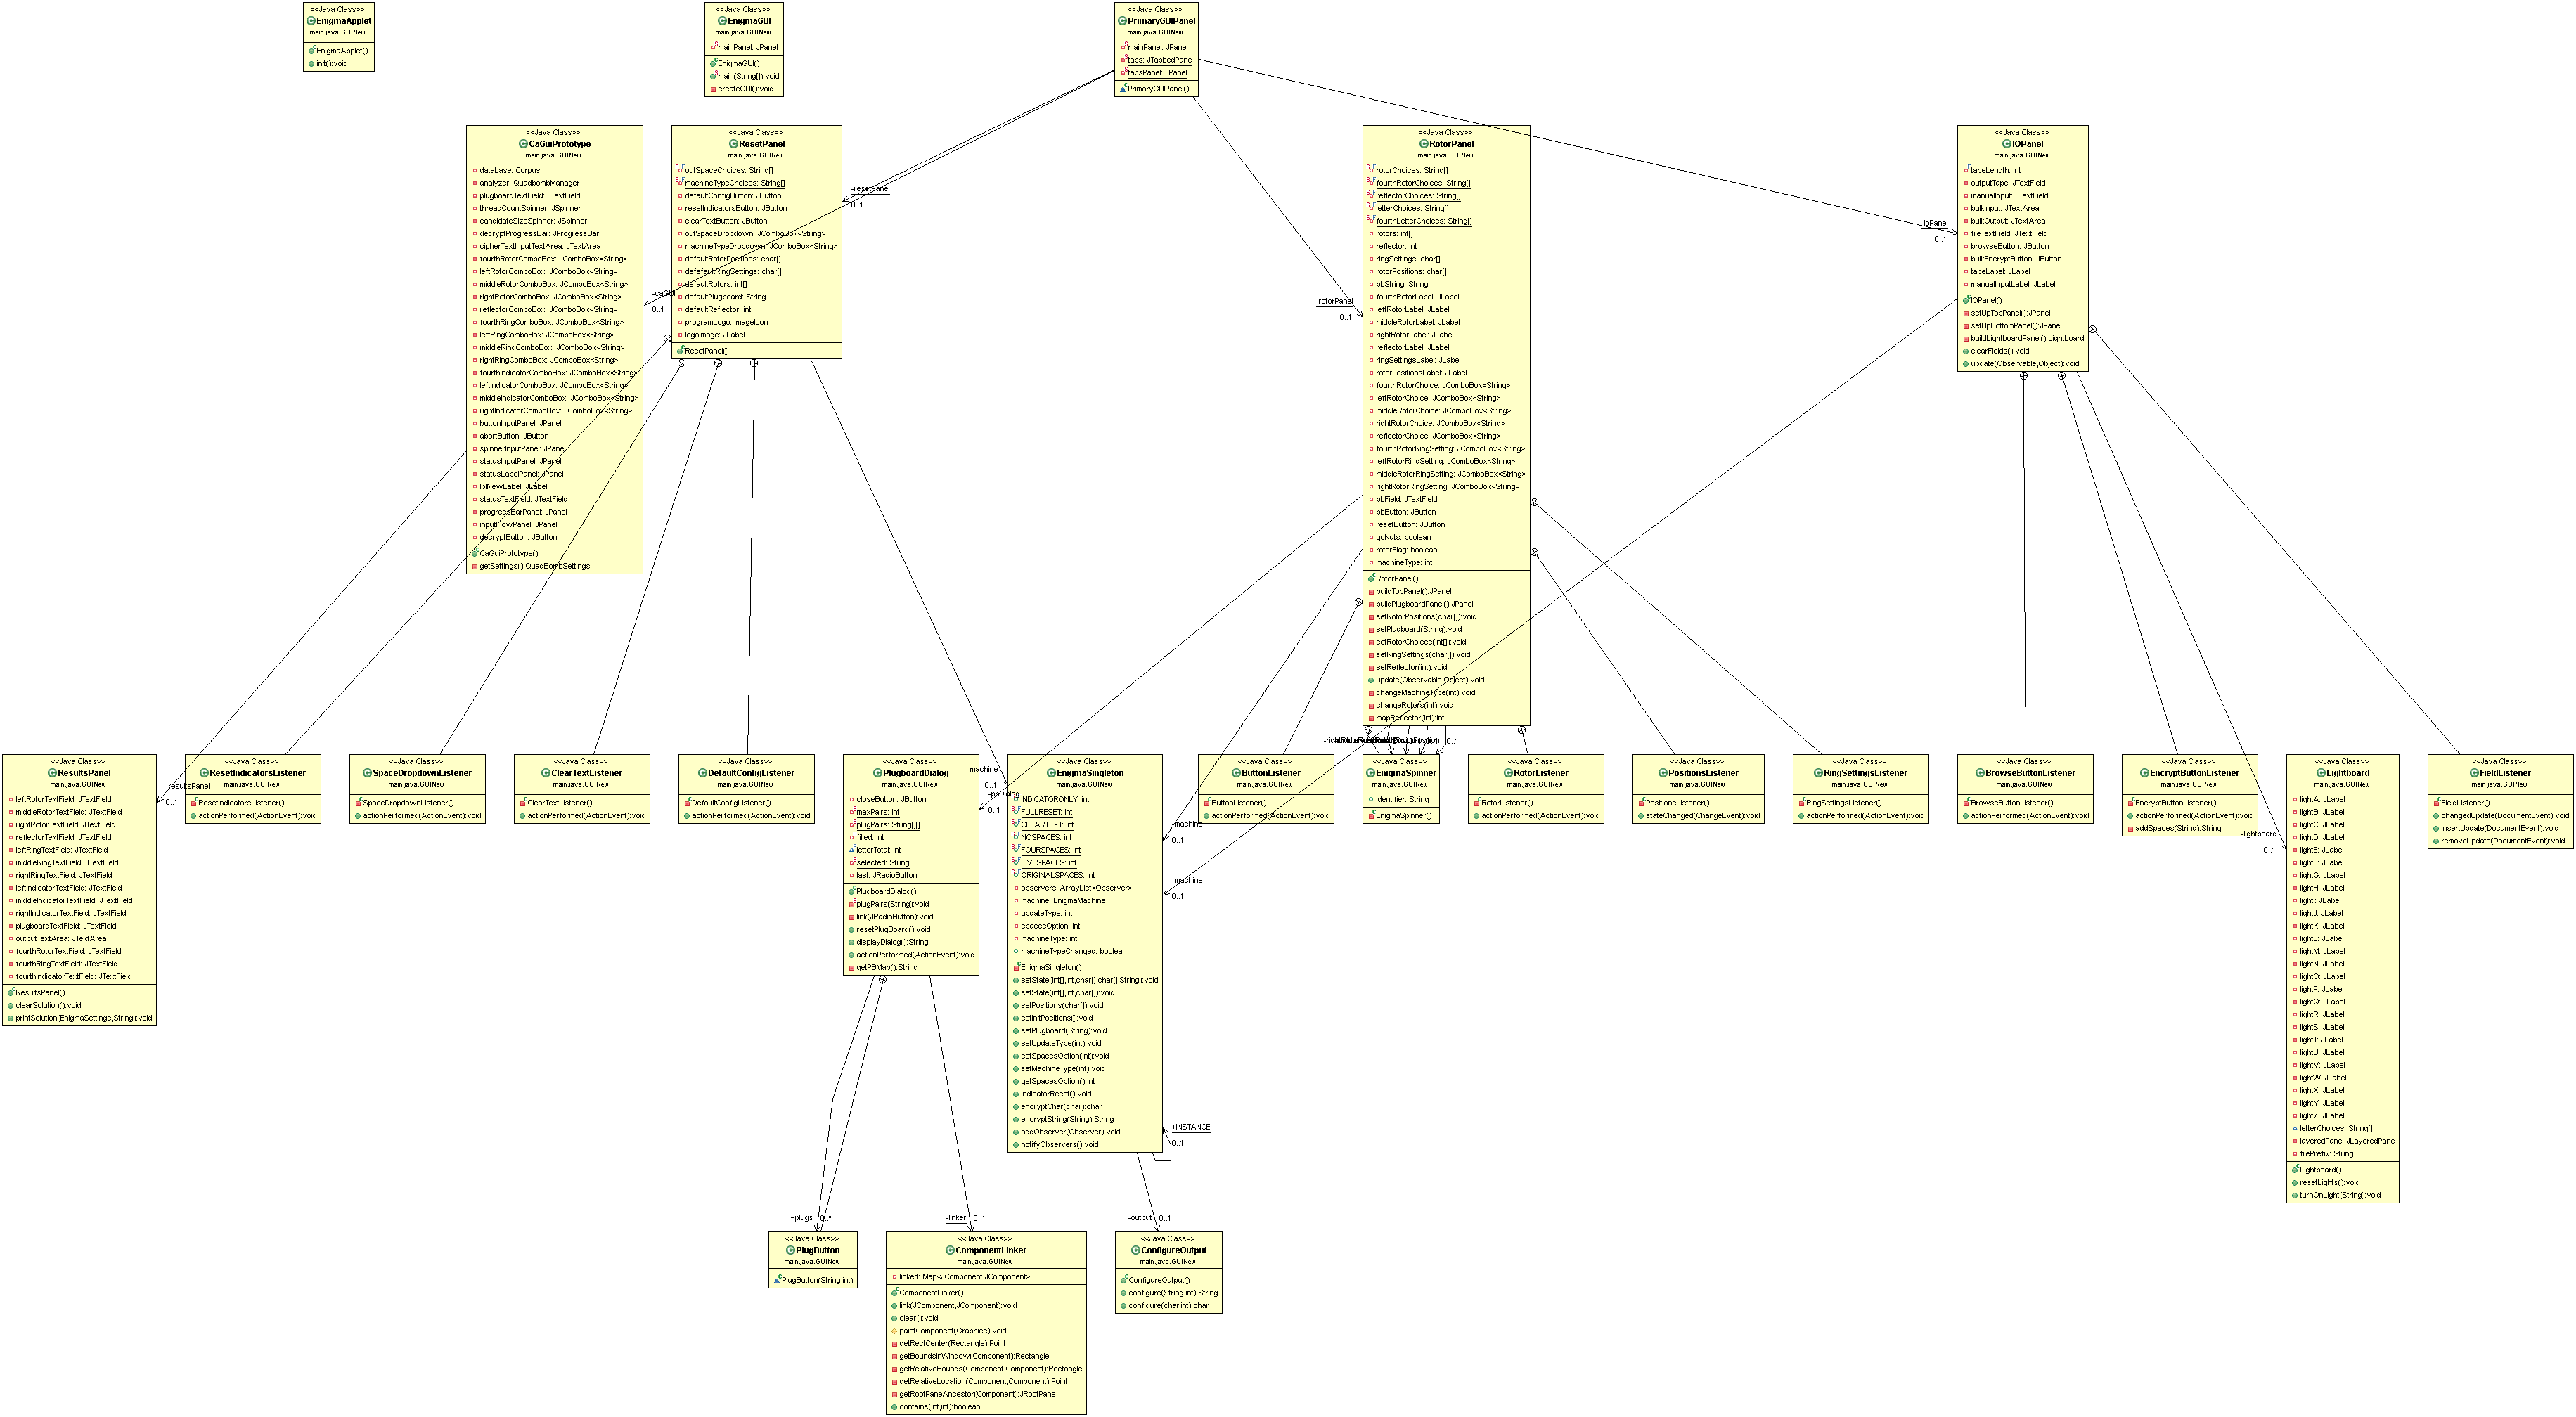 <<Java Class>>
EnigmaApplet
main.java.GUINew
EnigmaApplet()
init():void
<<Java Class>>
EnigmaGUI
main.java.GUINew
mainPanel: JPanel
EnigmaGUI()
main(String[]):void
createGUI():void
<<Java Class>>
PrimaryGUIPanel
main.java.GUINew
mainPanel: JPanel
tabs: JTabbedPane
tabsPanel: JPanel
PrimaryGUIPanel()
<<Java Class>>
CaGuiPrototype
main.java.GUINew
database: Corpus
analyzer: QuadbombManager
plugboardTextField: JTextField
threadCountSpinner: JSpinner
candidateSizeSpinner: JSpinner
decryptProgressBar: JProgressBar
cipherTextInputTextArea: JTextArea
fourthRotorComboBox: JComboBox<String>
leftRotorComboBox: JComboBox<String>
middleRotorComboBox: JComboBox<String>
rightRotorComboBox: JComboBox<String>
reflectorComboBox: JComboBox<String>
fourthRingComboBox: JComboBox<String>
leftRingComboBox: JComboBox<String>
middleRingComboBox: JComboBox<String>
rightRingComboBox: JComboBox<String>
fourthIndicatorComboBox: JComboBox<String>
leftIndicatorComboBox: JComboBox<String>
middleIndicatorComboBox: JComboBox<String>
rightIndicatorComboBox: JComboBox<String>
buttonInputPanel: JPanel
abortButton: JButton
spinnerInputPanel: JPanel
statusInputPanel: JPanel
statusLabelPanel: JPanel
lblNewLabel: JLabel
statusTextField: JTextField
progressBarPanel: JPanel
inputFlowPanel: JPanel
decryptButton: JButton
CaGuiPrototype()
getSettings():QuadBombSettings
<<Java Class>>
ResetPanel
main.java.GUINew
outSpaceChoices: String[]
machineTypeChoices: String[]
defaultConfigButton: JButton
resetIndicatorsButton: JButton
clearTextButton: JButton
outSpaceDropdown: JComboBox<String>
machineTypeDropdown: JComboBox<String>
defaultRotorPositions: char[]
defefaultRingSettings: char[]
defaultRotors: int[]
defaultPlugboard: String
defaultReflector: int
programLogo: ImageIcon
logoImage: JLabel
ResetPanel()
-resetPanel
0..1
-caGUI
0..1
<<Java Class>>
RotorPanel
main.java.GUINew
rotorChoices: String[]
fourthRotorChoices: String[]
reflectorChoices: String[]
letterChoices: String[]
fourthLetterChoices: String[]
rotors: int[]
reflector: int
ringSettings: char[]
rotorPositions: char[]
pbString: String
fourthRotorLabel: JLabel
leftRotorLabel: JLabel
middleRotorLabel: JLabel
rightRotorLabel: JLabel
reflectorLabel: JLabel
ringSettingsLabel: JLabel
rotorPositionsLabel: JLabel
fourthRotorChoice: JComboBox<String>
leftRotorChoice: JComboBox<String>
middleRotorChoice: JComboBox<String>
rightRotorChoice: JComboBox<String>
reflectorChoice: JComboBox<String>
fourthRotorRingSetting: JComboBox<String>
leftRotorRingSetting: JComboBox<String>
middleRotorRingSetting: JComboBox<String>
rightRotorRingSetting: JComboBox<String>
pbField: JTextField
pbButton: JButton
resetButton: JButton
goNuts: boolean
rotorFlag: boolean
machineType: int
RotorPanel()
buildTopPanel():JPanel
buildPlugboardPanel():JPanel
setRotorPositions(char[]):void
setPlugboard(String):void
setRotorChoices(int[]):void
setRingSettings(char[]):void
setReflector(int):void
update(Observable,Object):void
changeMachineType(int):void
changeRotors(int):void
mapReflector(int):int
-rotorPanel
0..1
<<Java Class>>
IOPanel
main.java.GUINew
tapeLength: int
outputTape: JTextField
manualInput: JTextField
bulkInput: JTextArea
bulkOutput: JTextArea
fileTextField: JTextField
browseButton: JButton
bulkEncryptButton: JButton
tapeLabel: JLabel
manualInputLabel: JLabel
IOPanel()
setUpTopPanel():JPanel
setUpBottomPanel():JPanel
buildLightboardPanel():Lightboard
clearFields():void
update(Observable,Object):void
-ioPanel
0..1
<<Java Class>>
ResultsPanel
main.java.GUINew
leftRotorTextField: JTextField
middleRotorTextField: JTextField
rightRotorTextField: JTextField
reflectorTextField: JTextField
leftRingTextField: JTextField
middleRingTextField: JTextField
rightRingTextField: JTextField
leftIndicatorTextField: JTextField
middleIndicatorTextField: JTextField
rightIndicatorTextField: JTextField
plugboardTextField: JTextField
outputTextArea: JTextArea
fourthRotorTextField: JTextField
fourthRingTextField: JTextField
fourthIndicatorTextField: JTextField
ResultsPanel()
clearSolution():void
printSolution(EnigmaSettings,String):void
-resultsPanel
0..1
<<Java Class>>
ResetIndicatorsListener
main.java.GUINew
ResetIndicatorsListener()
actionPerformed(ActionEvent):void
<<Java Class>>
SpaceDropdownListener
main.java.GUINew
SpaceDropdownListener()
actionPerformed(ActionEvent):void
<<Java Class>>
ClearTextListener
main.java.GUINew
ClearTextListener()
actionPerformed(ActionEvent):void
<<Java Class>>
DefaultConfigListener
main.java.GUINew
DefaultConfigListener()
actionPerformed(ActionEvent):void
<<Java Class>>
PlugboardDialog
main.java.GUINew
closeButton: JButton
maxPairs: int
plugPairs: String[][]
filled: int
letterTotal: int
selected: String
last: JRadioButton
PlugboardDialog()
plugPairs(String):void
link(JRadioButton):void
resetPlugBoard():void
displayDialog():String
actionPerformed(ActionEvent):void
getPBMap():String
-machine
0..1
-pbDialog
0..1
<<Java Class>>
EnigmaSingleton
main.java.GUINew
INDICATORONLY: int
FULLRESET: int
CLEARTEXT: int
NOSPACES: int
FOURSPACES: int
FIVESPACES: int
ORIGINALSPACES: int
observers: ArrayList<Observer>
machine: EnigmaMachine
updateType: int
spacesOption: int
machineType: int
machineTypeChanged: boolean
EnigmaSingleton()
setState(int[],int,char[],char[],String):void
setState(int[],int,char[]):void
setPositions(char[]):void
setInitPositions():void
setPlugboard(String):void
setUpdateType(int):void
setSpacesOption(int):void
setMachineType(int):void
getSpacesOption():int
indicatorReset():void
encryptChar(char):char
encryptString(String):String
addObserver(Observer):void
notifyObservers():void
-machine
0..1
-machine
0..1
+INSTANCE
0..1
<<Java Class>>
ButtonListener
main.java.GUINew
ButtonListener()
actionPerformed(ActionEvent):void
0..1
<<Java Class>>
EnigmaSpinner
main.java.GUINew
identifier: String
EnigmaSpinner()
<<Java Class>>
RotorListener
main.java.GUINew
RotorListener()
actionPerformed(ActionEvent):void
<<Java Class>>
PositionsListener
main.java.GUINew
PositionsListener()
stateChanged(ChangeEvent):void
<<Java Class>>
RingSettingsListener
main.java.GUINew
RingSettingsListener()
actionPerformed(ActionEvent):void
<<Java Class>>
BrowseButtonListener
main.java.GUINew
BrowseButtonListener()
actionPerformed(ActionEvent):void
<<Java Class>>
EncryptButtonListener
main.java.GUINew
EncryptButtonListener()
actionPerformed(ActionEvent):void
addSpaces(String):String
-lightboard
0..1
<<Java Class>>
Lightboard
main.java.GUINew
lightA: JLabel
lightB: JLabel
lightC: JLabel
lightD: JLabel
lightE: JLabel
lightF: JLabel
lightG: JLabel
lightH: JLabel
lightI: JLabel
lightJ: JLabel
lightK: JLabel
lightL: JLabel
lightM: JLabel
lightN: JLabel
lightO: JLabel
lightP: JLabel
lightQ: JLabel
lightR: JLabel
lightS: JLabel
lightT: JLabel
lightU: JLabel
lightV: JLabel
lightW: JLabel
lightX: JLabel
lightY: JLabel
lightZ: JLabel
letterChoices: String[]
layeredPane: JLayeredPane
filePrefix: String
Lightboard()
resetLights():void
turnOnLight(String):void
<<Java Class>>
FieldListener
main.java.GUINew
FieldListener()
changedUpdate(DocumentEvent):void
insertUpdate(DocumentEvent):void
removeUpdate(DocumentEvent):void
~plugs
0..*
<<Java Class>>
PlugButton
main.java.GUINew
PlugButton(String,int)
-linker
0..1
<<Java Class>>
ComponentLinker
main.java.GUINew
linked: Map<JComponent,JComponent>
ComponentLinker()
link(JComponent,JComponent):void
clear():void
paintComponent(Graphics):void
getRectCenter(Rectangle):Point
getBoundsInWindow(Component):Rectangle
getRelativeBounds(Component,Component):Rectangle
getRelativeLocation(Component,Component):Point
getRootPaneAncestor(Component):JRootPane
contains(int,int):boolean
-output
0..1
<<Java Class>>
ConfigureOutput
main.java.GUINew
ConfigureOutput()
configure(String,int):String
configure(char,int):char